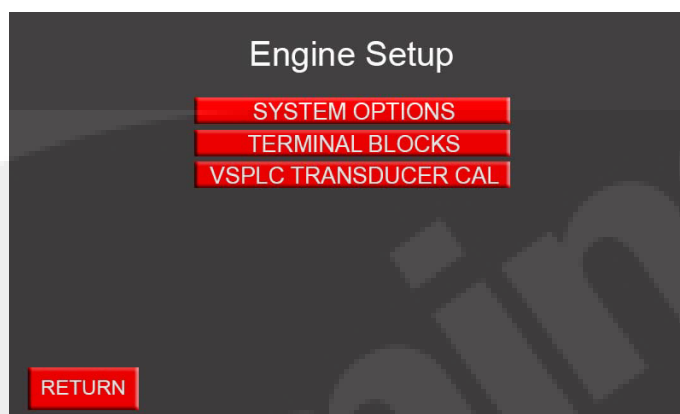 Engine Setup
SYSTEM OPTIONS
TERMINAL BLOCKS
VSPLC TRANSDUCER CAL
RETURN